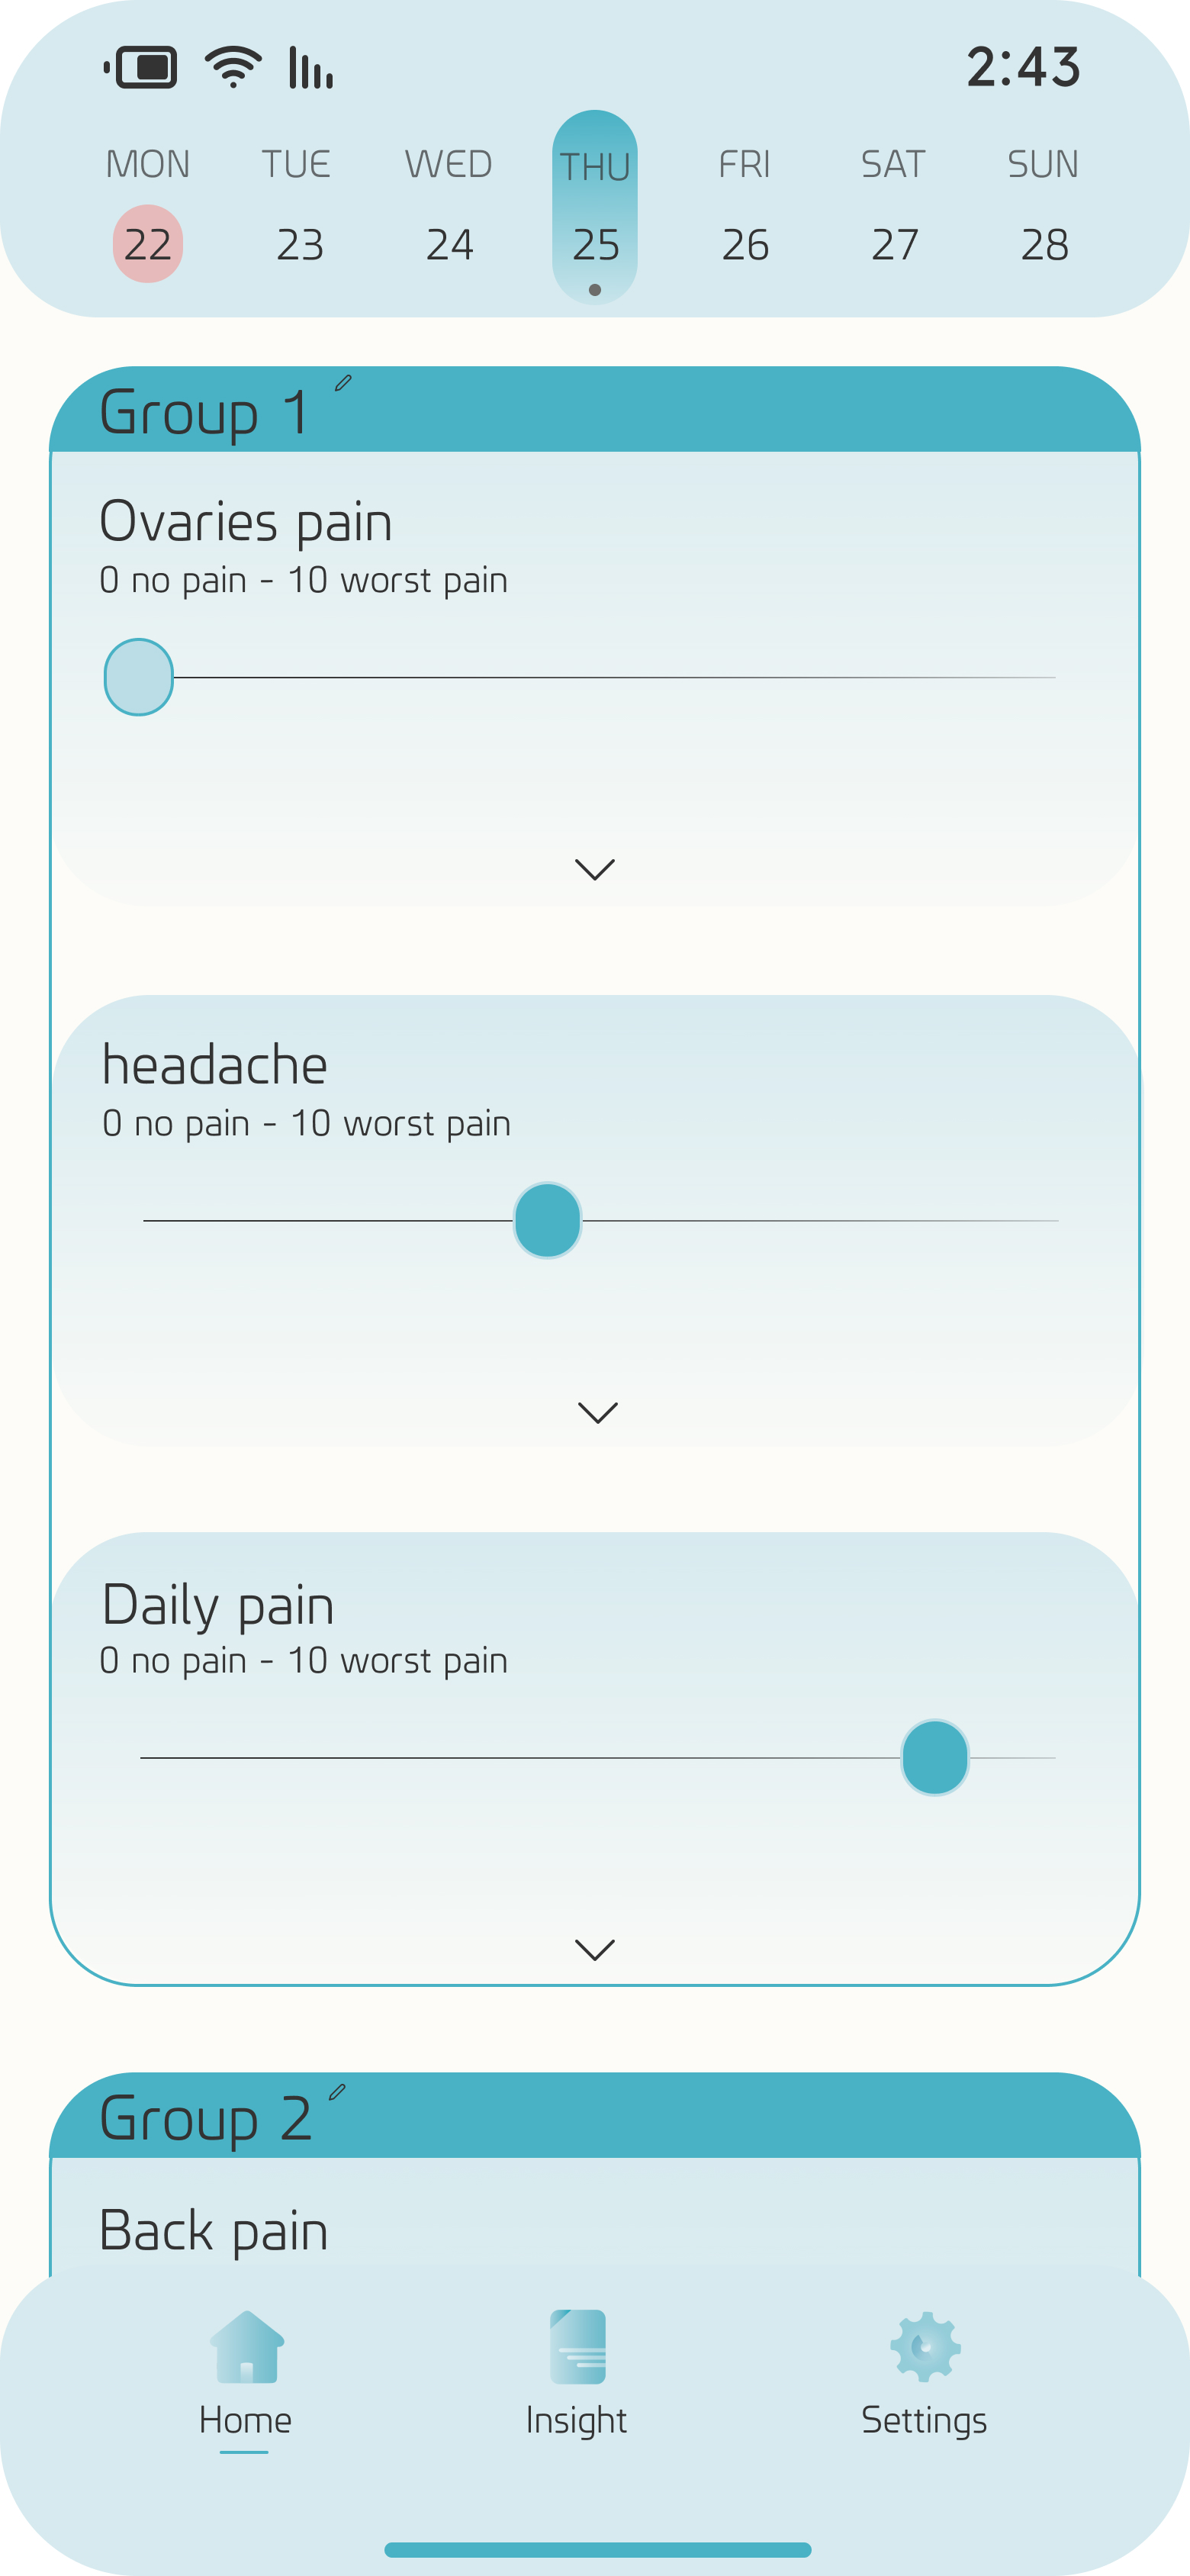 2:43
MON TUE WED THU FRI SAT SUN
22 23 24 25 26 27 28
Group 1
Ovaries pain
0 no pain - 10 worst pain
headache
0 no pain - 10 worst pain
Daily pain
0 no pain - 10 worst pain
Group 2
Back pain
Home Insight Settings